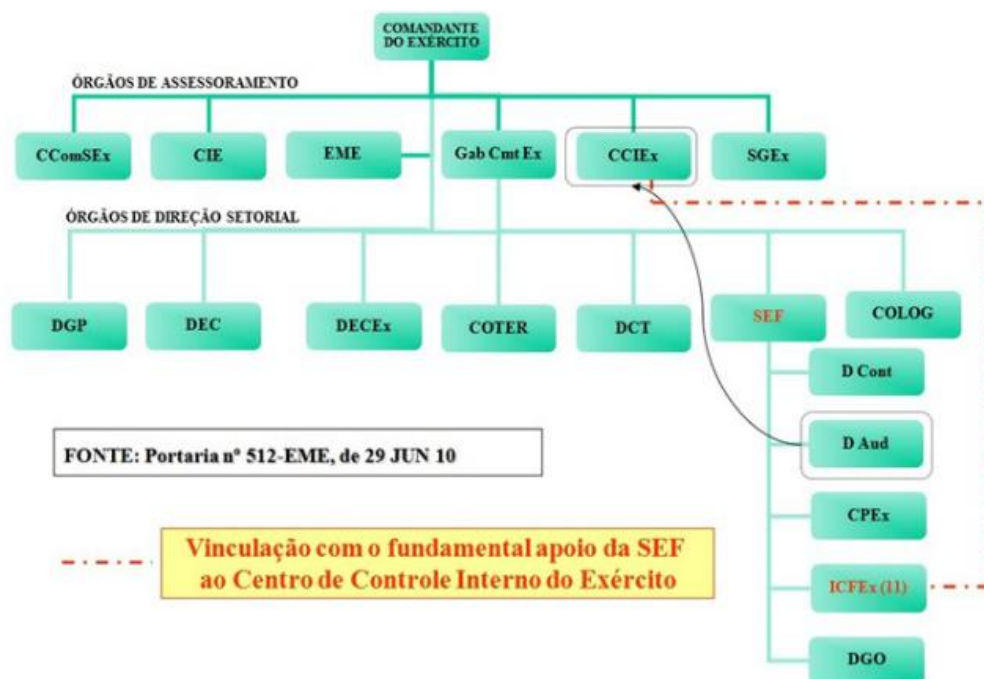 COMANDANTE
DO EXÉRCITO
ÓRGÃOS DE ASSESSORAMENTO
CComSEx
CIE
EME
Gab Cmt Ex
CCIEx
SGEx
ÓRGÃOS DE DIREÇÃO SETORIAL
DGP
DEC
DECEx
COTER
DCT
SEF
COLOG
D Cont
D Aud
CPEx
ICFEx (11)
DGO
FONTE: Portaria nº 512-EME, de 29 JUN 10
Vinculação com o fundamental apoio da SEF
ao Centro de Controle Interno do Exército